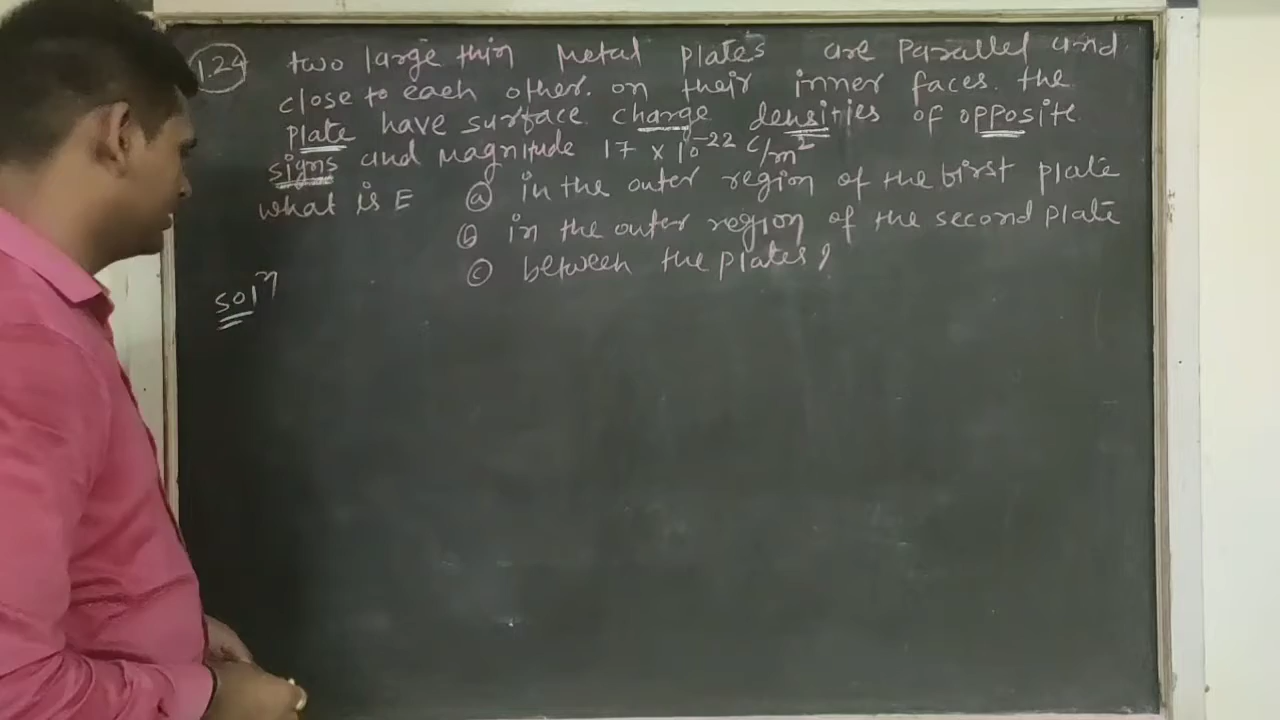 1.24 two large thin metal plates are parallel and
close to each other. on their inner faces. the
plate have surface charge densities of opposite
signs and magnitude 17 x 10⁻²² C/m²
what is E (a) in the outer region of the first plate
(b) in the outer region of the second plate
(c) between the plates?
solⁿ